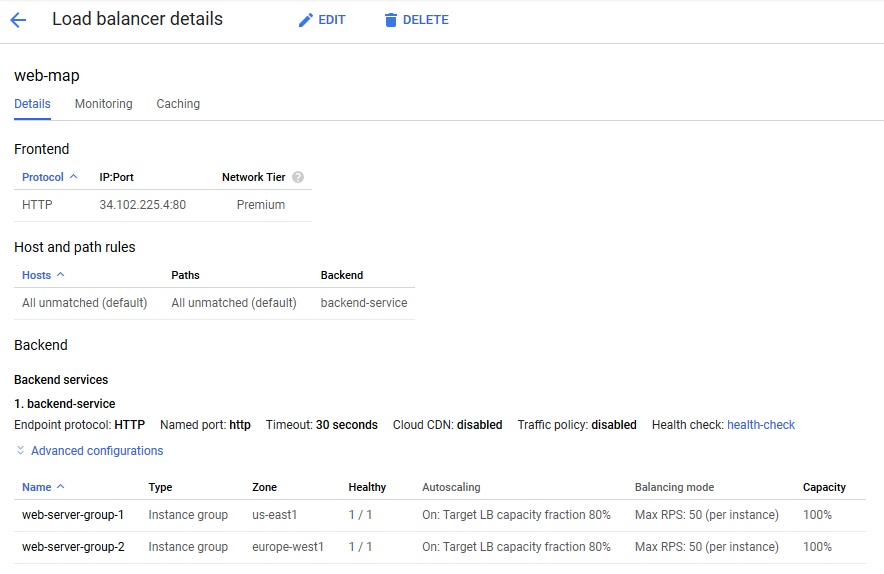 Load balancer details EDIT DELETE
web-map
Details Monitoring Caching
Frontend
Protocol IP:Port Network Tier ?
HTTP 34.102.225.4:80 Premium
Host and path rules
Hosts Paths Backend
All unmatched (default) All unmatched (default) backend-service
Backend
Backend services
1. backend-service
Endpoint protocol: HTTP Named port: http Timeout: 30 seconds Cloud CDN: disabled Traffic policy: disabled Health check: health-check
Advanced configurations
Name Type Zone Healthy Autoscaling Balancing mode Capacity
web-server-group-1 Instance group us-east1 1 / 1 On: Target LB capacity fraction 80% Max RPS: 50 (per instance) 100%
web-server-group-2 Instance group europe-west1 1 / 1 On: Target LB capacity fraction 80% Max RPS: 50 (per instance) 100%